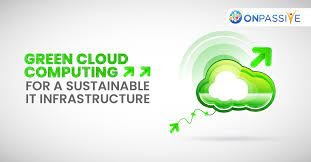 ONPASSIVE
GREEN CLOUD
COMPUTING
FOR A SUSTAINABLE
IT INFRASTRUCTURE